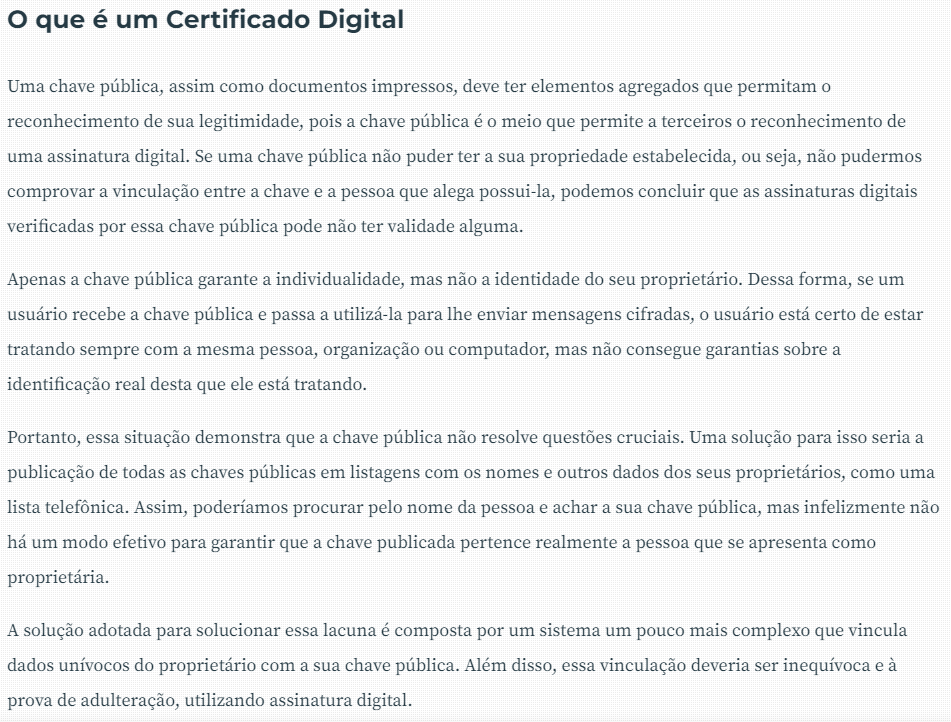 O que é um Certificado Digital
Uma chave pública, assim como documentos impressos, deve ter elementos agregados que permitam o
reconhecimento de sua legitimidade, pois a chave pública é o meio que permite a terceiros o reconhecimento de
uma assinatura digital. Se uma chave pública não puder ter a sua propriedade estabelecida, ou seja, não pudermos
comprovar a vinculação entre a chave e a pessoa que alega possui-la, podemos concluir que as assinaturas digitais
verificadas por essa chave pública pode não ter validade alguma.
Apenas a chave pública garante a individualidade, mas não a identidade do seu proprietário. Dessa forma, se um
usuário recebe a chave pública e passa a utilizá-la para lhe enviar mensagens cifradas, o usuário está certo de estar
tratando sempre com a mesma pessoa, organização ou computador, mas não consegue garantias sobre a
identificação real desta que ele está tratando.
Portanto, essa situação demonstra que a chave pública não resolve questões cruciais. Uma solução para isso seria a
publicação de todas as chaves públicas em listagens com os nomes e outros dados dos seus proprietários, como uma
lista telefônica. Assim, poderíamos procurar pelo nome da pessoa e achar a sua chave pública, mas infelizmente não
há um modo efetivo para garantir que a chave publicada pertence realmente a pessoa que se apresenta como
proprietária.
A solução adotada para solucionar essa lacuna é composta por um sistema um pouco mais complexo que vincula
dados unívocos do proprietário com a sua chave pública. Além disso, essa vinculação deveria ser inequívoca e à
prova de adulteração, utilizando assinatura digital.